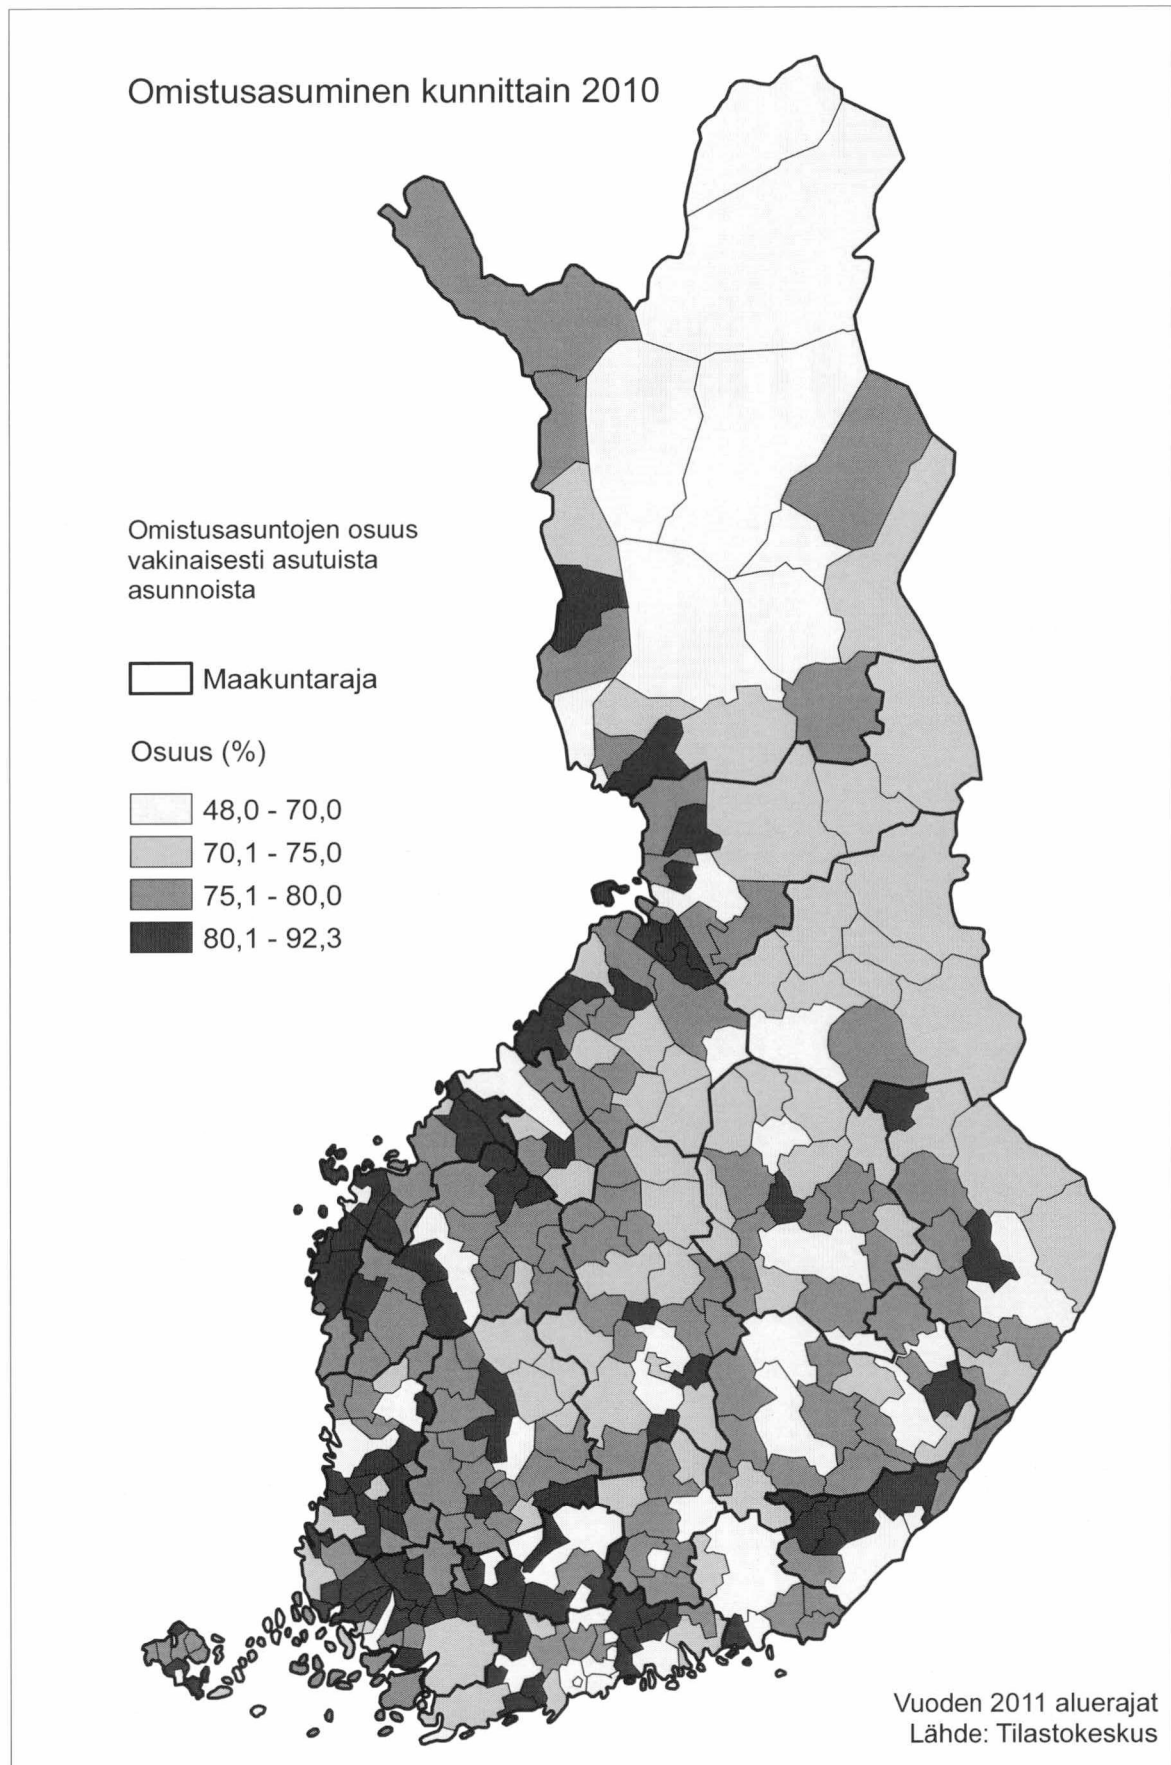 Omistusasuminen kunnittain 2010
Omistusasuntojen osuus
vakinaisesti asutuista
asunnoista
Maakuntaraja
Osuus (%)
48,0 - 70,0
70,1 - 75,0
75,1 - 80,0
80,1 - 92,3
Vuoden 2011 aluerajat
Lähde: Tilastokeskus